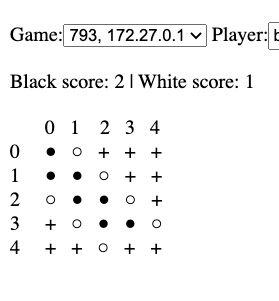 Game: 793, 172.27.0.1 Player: b
Black score: 2 | White score: 1
0 1 2 3 4
0 ● ○ + + +
1 ● ● ○ + +
2 ○ ● ● ○ +
3 + ○ ● ● ○
4 + + ○ + +